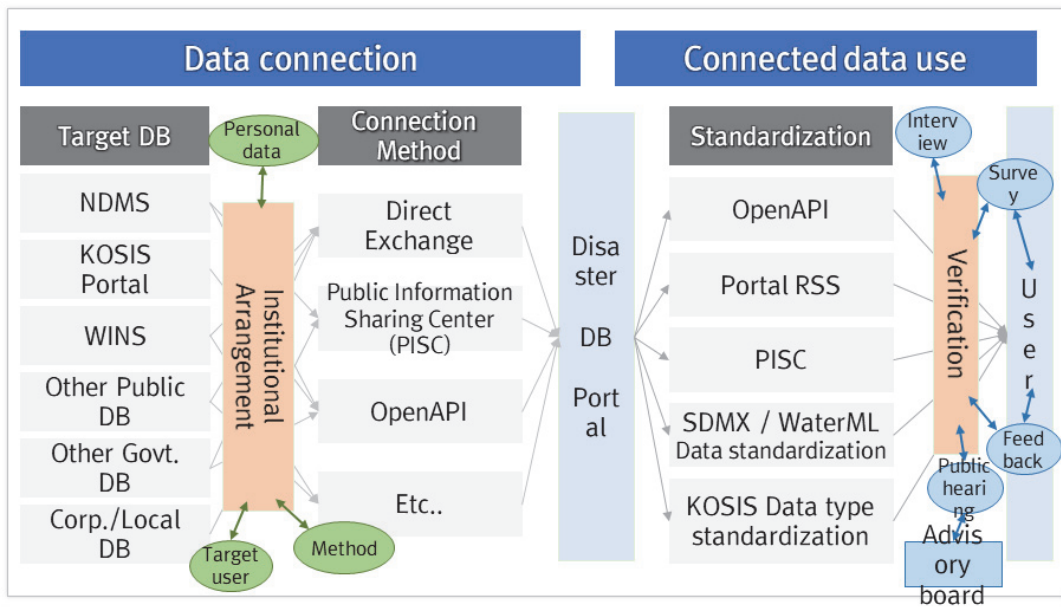 Data connection
Connected data use
Target DB
Personal
data
Connection
Method
Standardization
Interv
iew
NDMS
KOSIS
Portal
WINS
Other Public
DB
Other Govt.
DB
Corp./Local
DB
Institutional
Arrangement
Target
user
Method
Direct
Exchange
Public Information
Sharing Center
(PISC)
OpenAPI
Etc..
Disa
ster
DB
Port
al
OpenAPI
Portal RSS
PISC
SDMX / WaterML
Data standardization
KOSIS Data type
standardization
Verification
Surve
y
U
s
e
r
Feed
back
Public
heari
ng
Advis
ory
board